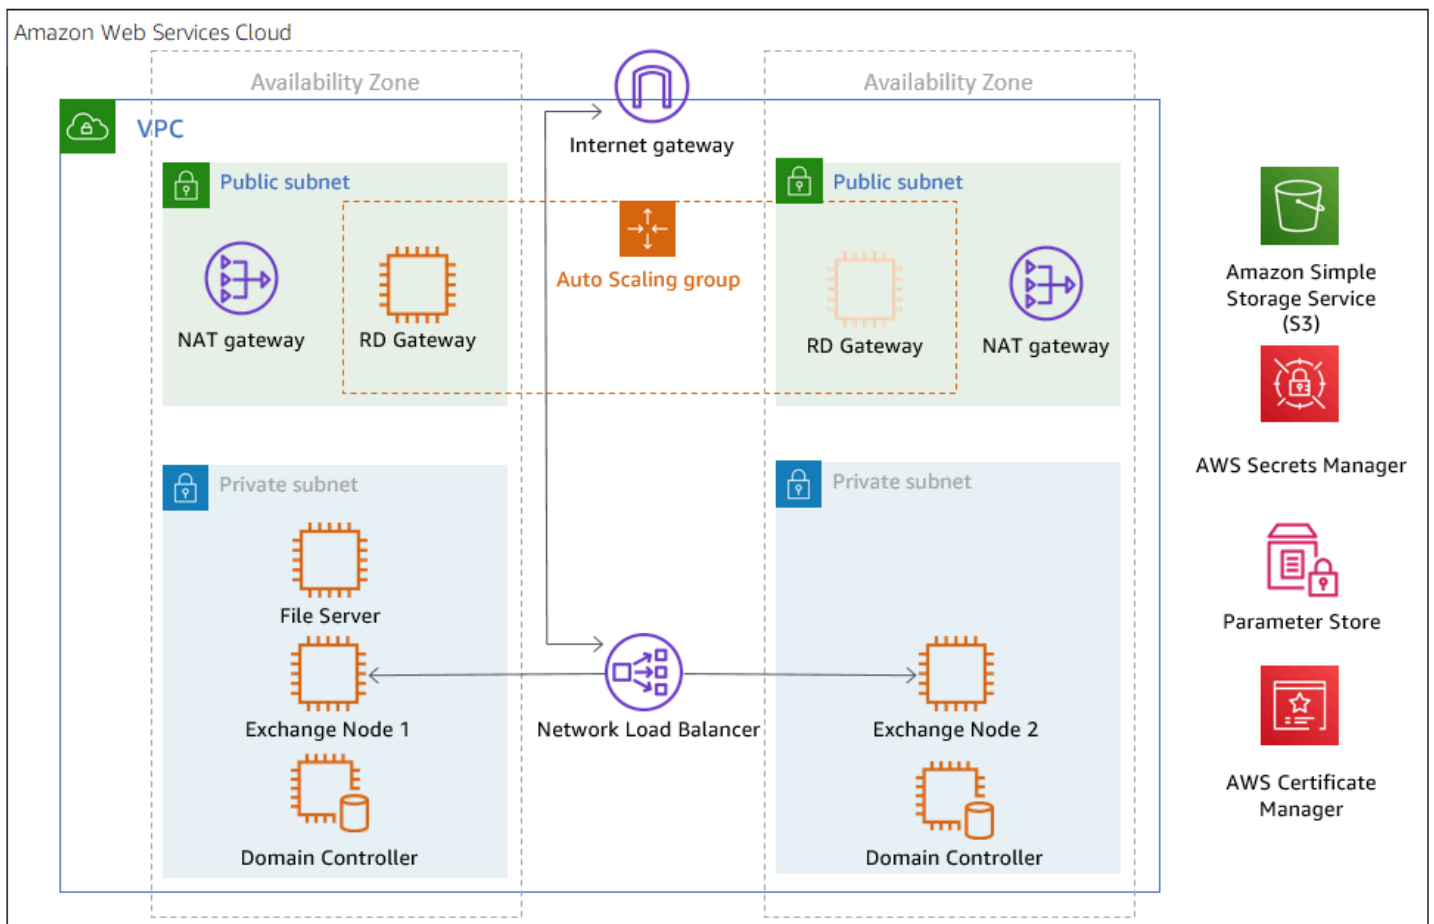 Amazon Web Services Cloud
Availability Zone
Availability Zone
VPC
Internet gateway
Public subnet
Public subnet
Auto Scaling group
NAT gateway
RD Gateway
RD Gateway
NAT gateway
Private subnet
Private subnet
File Server
Exchange Node 1
Network Load Balancer
Exchange Node 2
Domain Controller
Domain Controller
Amazon Simple
Storage Service
(S3)
AWS Secrets Manager
Parameter Store
AWS Certificate
Manager